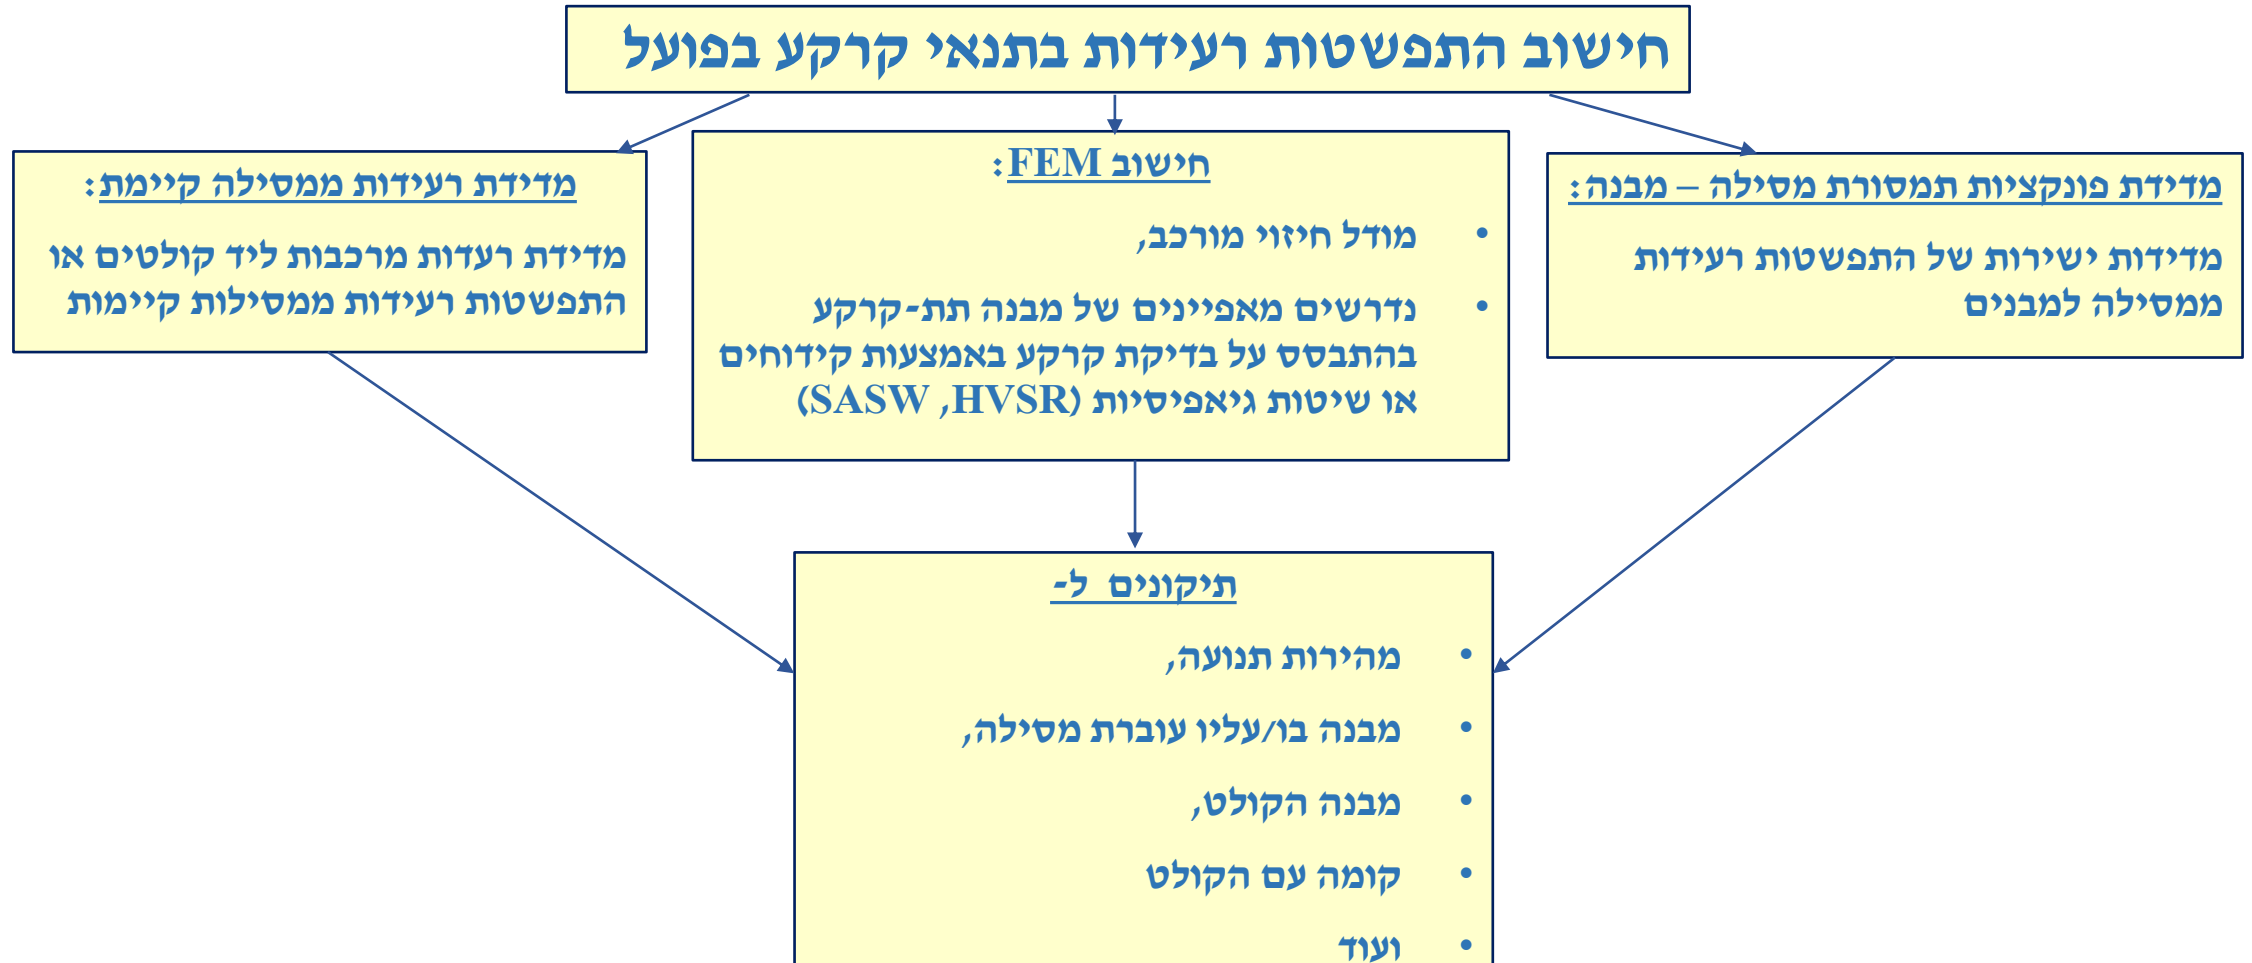 חישוב התפשטות רעידות בתנאי קרקע בפועל
מדידת פונקציות תמסורת מסילה – מבנה:
מדידות ישירות של התפשטות רעידות
ממסילה למבנים
חישוב FEM:
• מודל חיזוי מורכב,
• נדרשים מאפיינים של מבנה תת-קרקע
בהתבסס על בדיקת קרקע באמצעות קידוחים
או שיטות גיאפיסיות (SASW ,HVSR)
מדידת רעידות ממסילה קיימת:
מדידת רעדות מרכבות ליד קולטים או
התפשטות רעידות ממסילות קיימות
תיקונים ל-
• מהירות תנועה,
• מבנה בו/עליו עוברת מסילה,
• מבנה הקולט,
• קומה עם הקולט
• ועוד